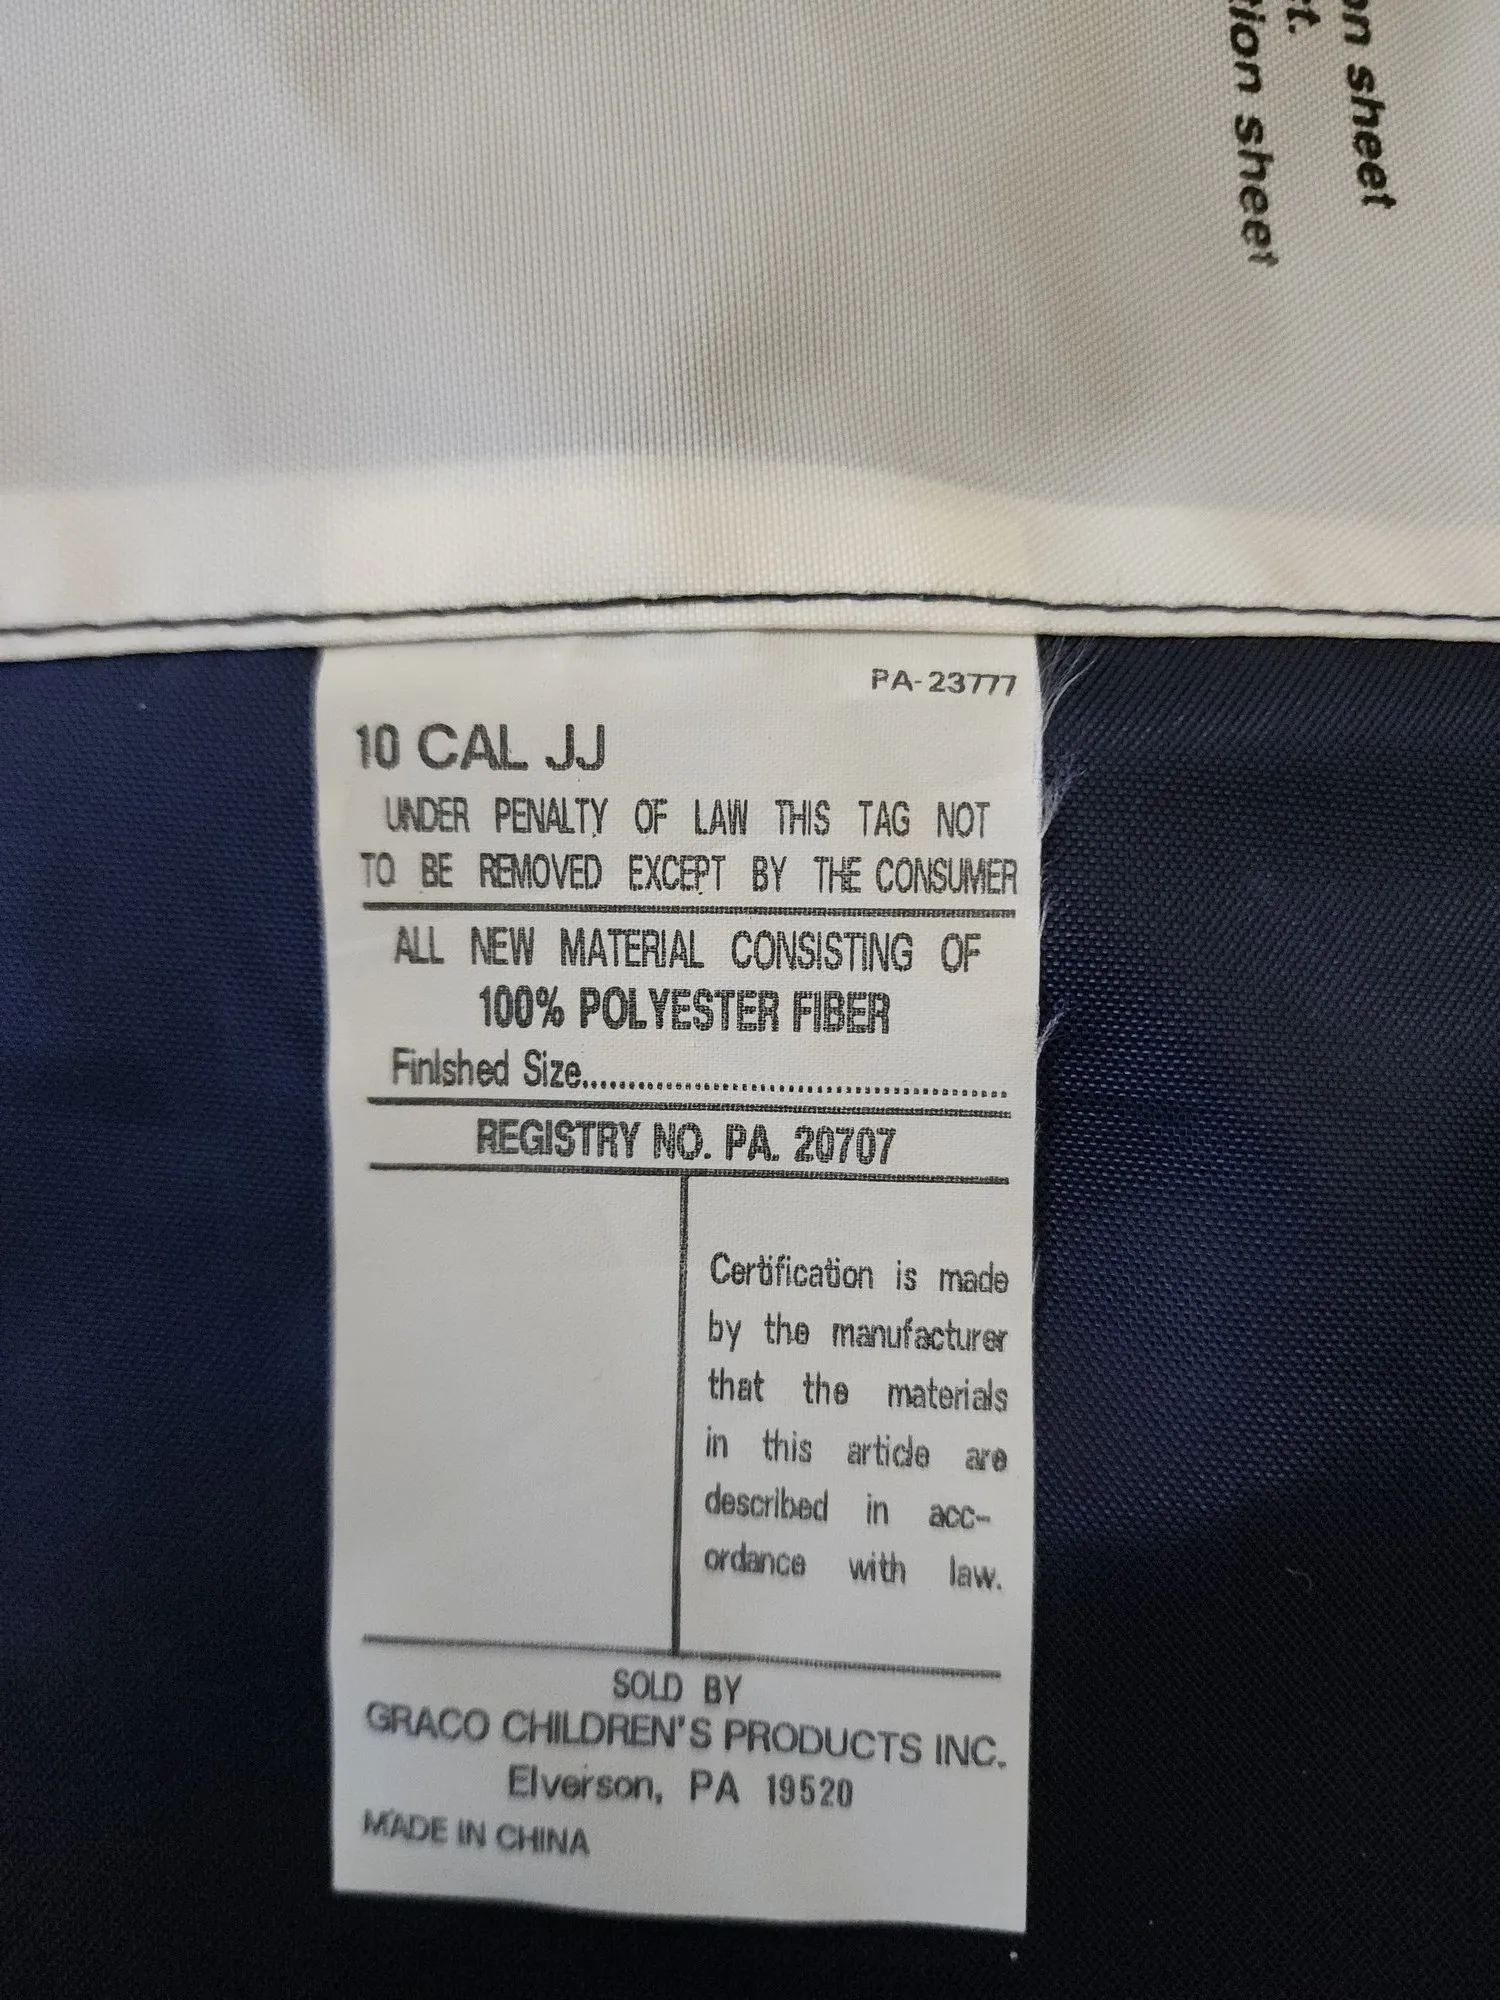 on sheet
ct.
tion sheet
PA-23777
10 CAL JJ
UNDER PENALTY OF LAW THIS TAG NOT
TO BE REMOVED EXCEPT BY THE CONSUMER
ALL NEW MATERIAL CONSISTING OF
100% POLYESTER FIBER
Finished Size..........................................
REGISTRY NO. PA. 20707
Certification is made
by the manufacturer
that the materials
in this article are
described in acc-
ordance with law.
SOLD BY
GRACO CHILDREN'S PRODUCTS INC.
Elverson, PA 19520
MADE IN CHINA